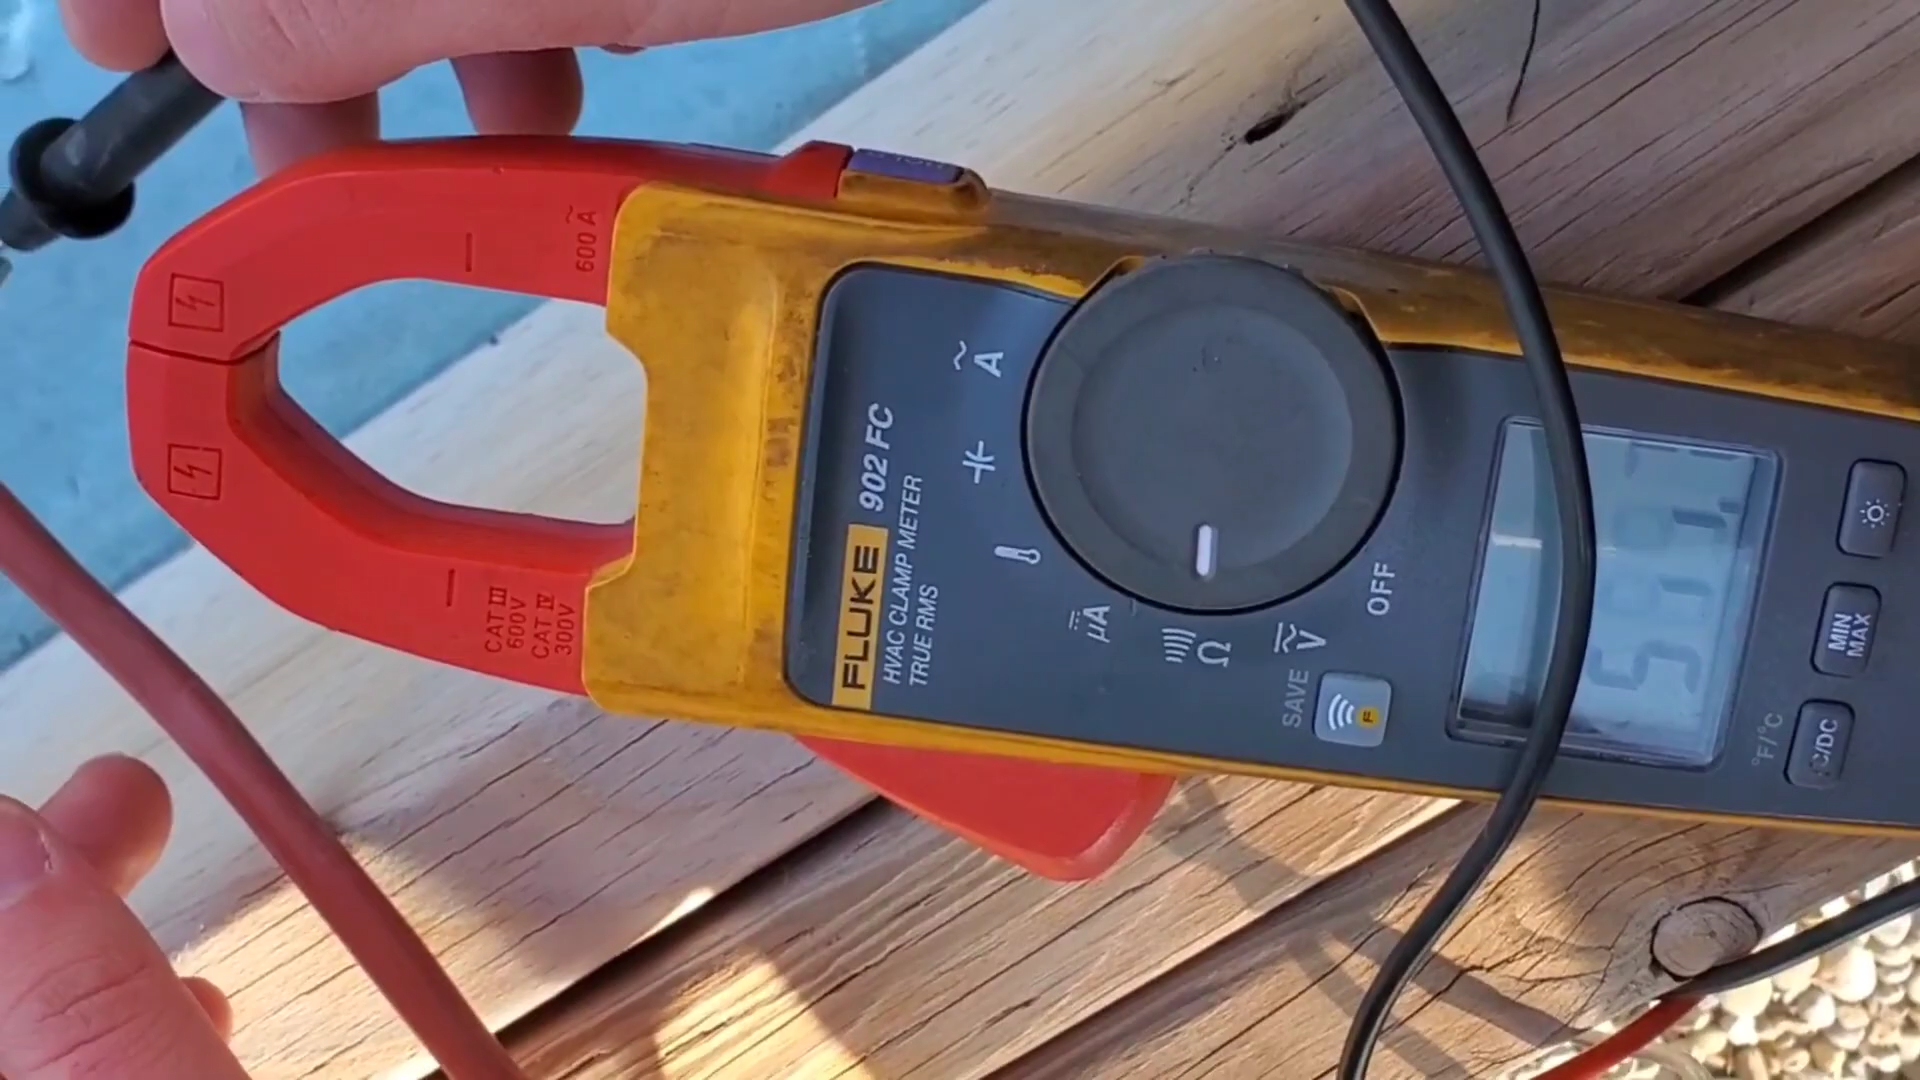 600 A
CAT III
600V
CAT IV
300V
FLUKE 902 FC
HVAC CLAMP METER
TRUE RMS
A
µA
Ω
V
OFF
SAVE
MIN
MAX
°F/°C